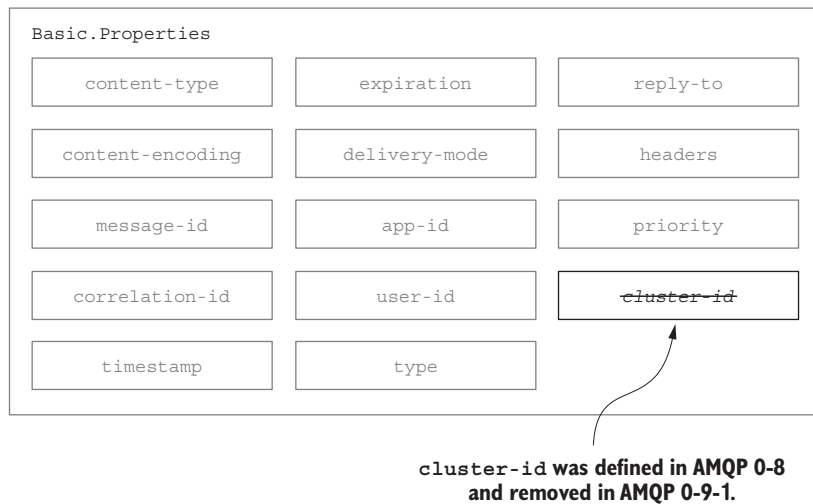 Basic.Properties
content-type expiration reply-to
content-encoding delivery-mode headers
message-id app-id priority
correlation-id user-id cluster-id
timestamp type
cluster-id was defined in AMQP 0-8
and removed in AMQP 0-9-1.